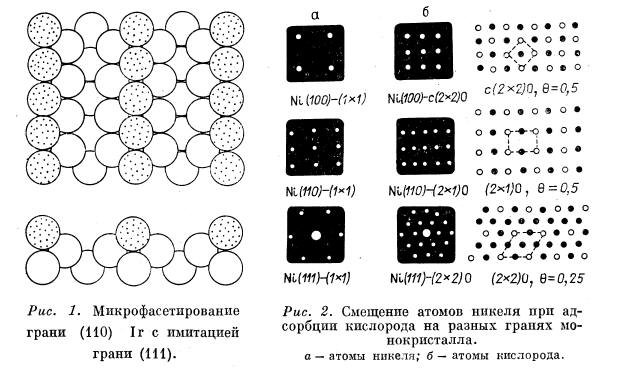 а
б
Ni(100)-(1×1)
Ni(100)-c(2×2)O
c(2×2)O, θ=0,5
Ni(110)-(1×1)
Ni(110)-(2×1)O
(2×1)O, θ=0,5
Ni(111)-(1×1)
Ni(111)-(2×2)O
(2×2)O, θ=0,25
Рис. 1. Микрофасетирование
грани (110) Ir с имитацией
грани (111).
Рис. 2. Смещение атомов никеля при ад-
сорбции кислорода на разных гранях мо-
нокристалла.
а — атомы никеля; б — атомы кислорода.